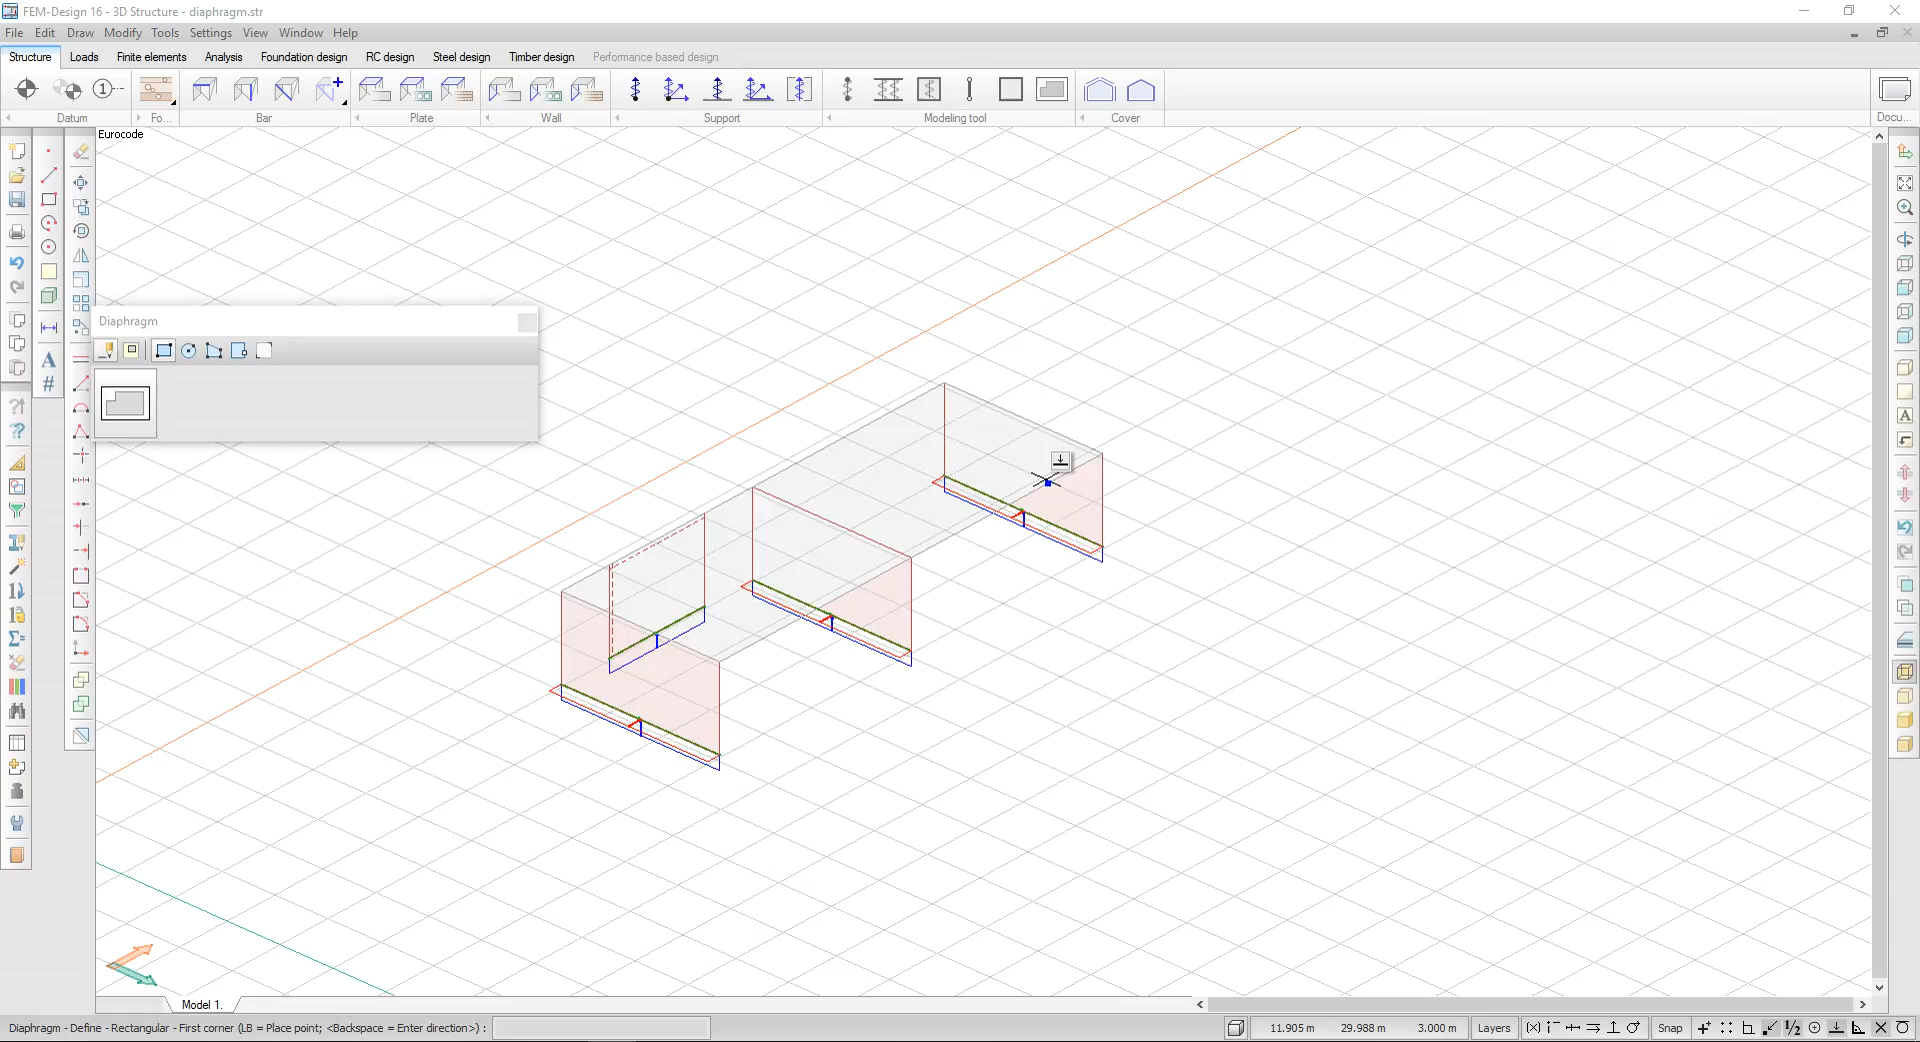 FEM-Design 16 - 3D Structure - diaphragm.str
File Edit Draw Modify Tools Settings View Window Help
Structure Loads Finite elements Analysis Foundation design RC design Steel design Timber design Performance based design
Datum Fo... Bar Plate Wall Support Modeling tool Cover Docu...
Eurocode
Diaphragm
Model 1.
Diaphragm - Define - Rectangular - First corner (LB = Place point; <Backspace = Enter direction>) :
11.905 m 29.988 m 3.000 m Layers Snap 1/2